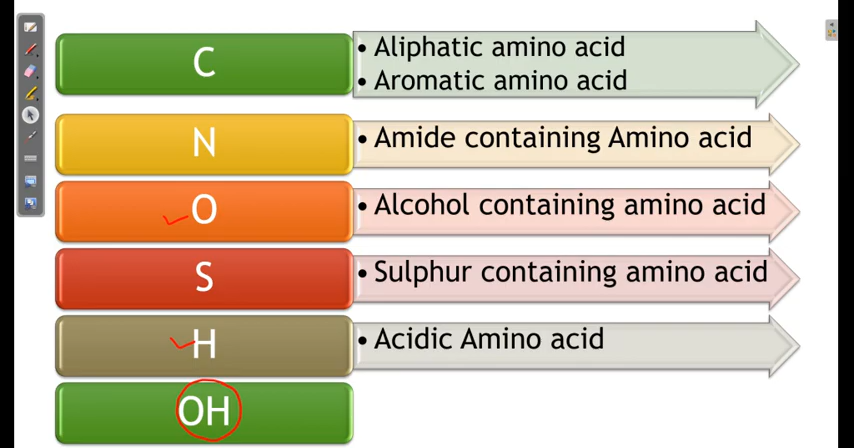 C
• Aliphatic amino acid
• Aromatic amino acid
N
• Amide containing Amino acid
O
• Alcohol containing amino acid
S
• Sulphur containing amino acid
H
• Acidic Amino acid
OH